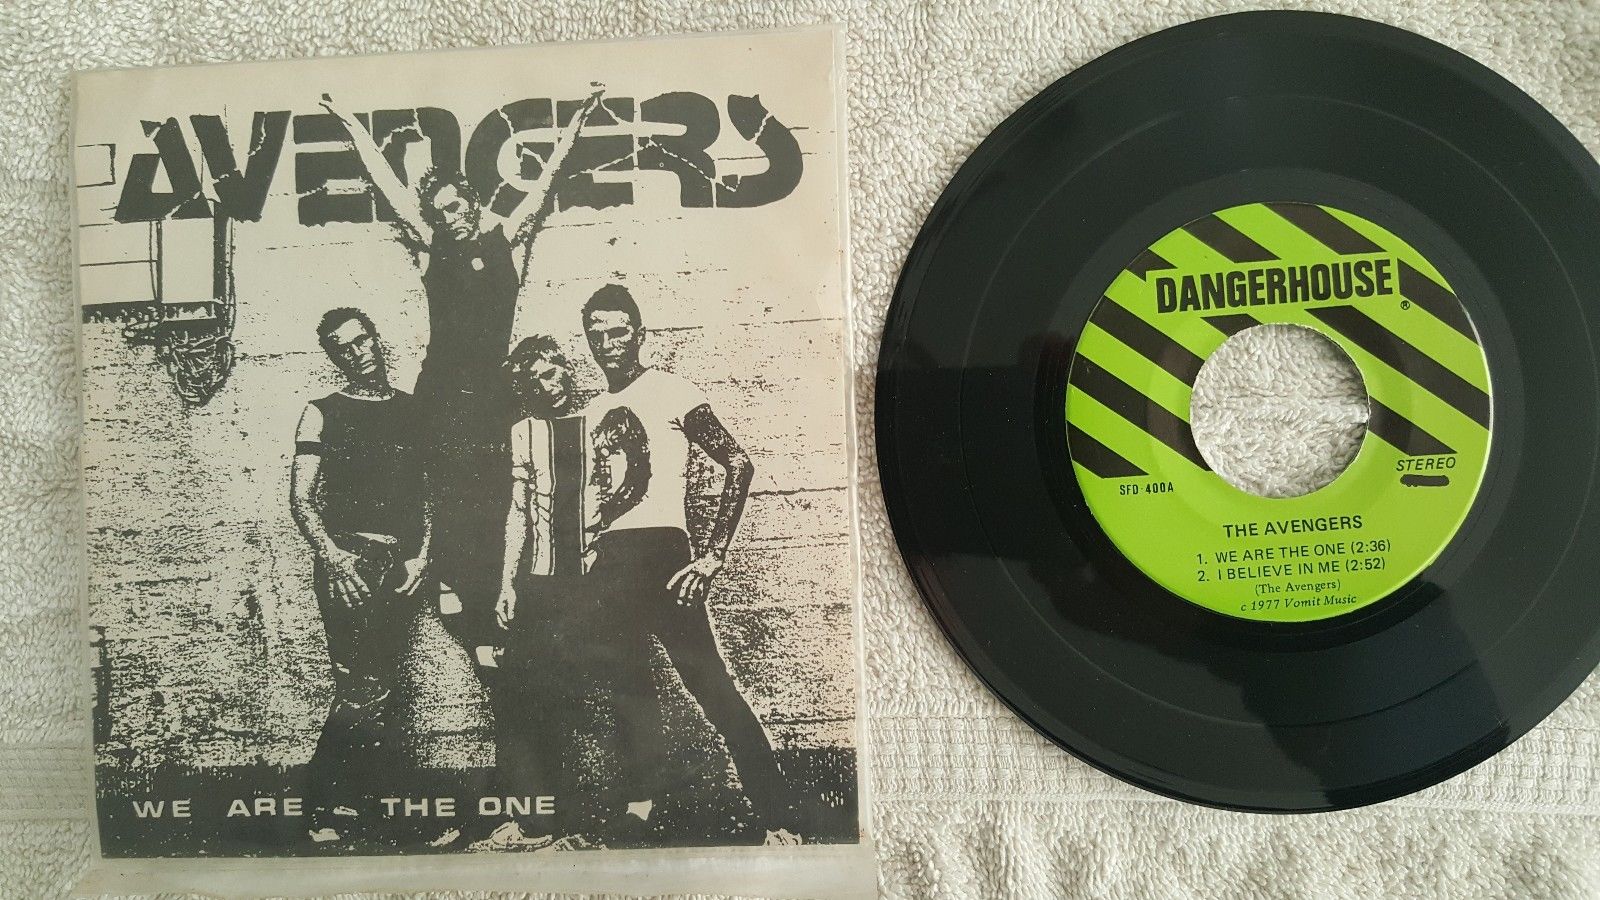 AVENGERS
WE ARE THE ONE
DANGERHOUSE®
STEREO
SFD-400A
THE AVENGERS
1. WE ARE THE ONE (2:36)
2. I BELIEVE IN ME (2:52)
(The Avengers)
c 1977 Vomit Music